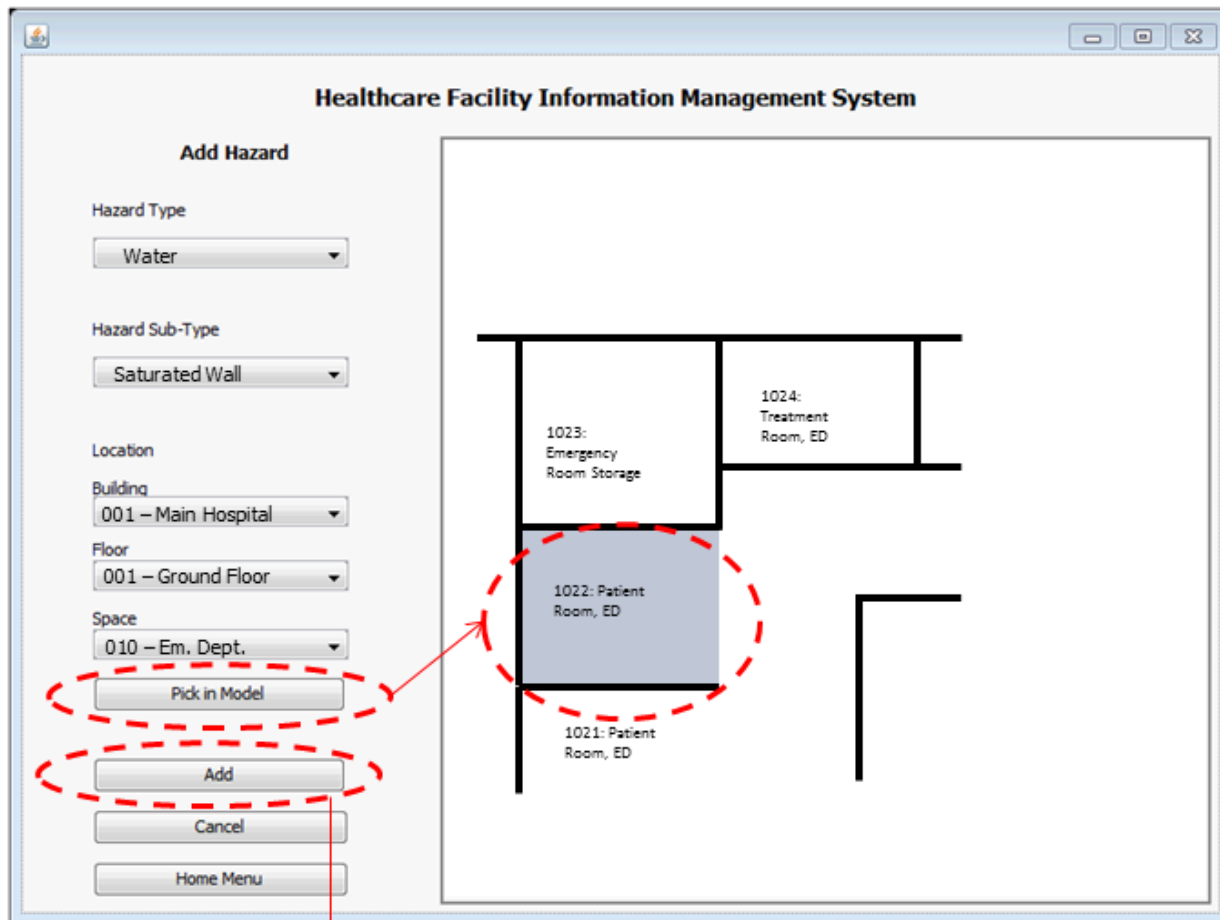 Healthcare Facility Information Management System
Add Hazard
Hazard Type
Water
Hazard Sub-Type
Saturated Wall
Location
Building
001 – Main Hospital
Floor
001 – Ground Floor
Space
010 – Em. Dept.
Pick in Model
Add
Cancel
Home Menu
1023:
Emergency
Room Storage
1024:
Treatment
Room, ED
1022: Patient
Room, ED
1021: Patient
Room, ED